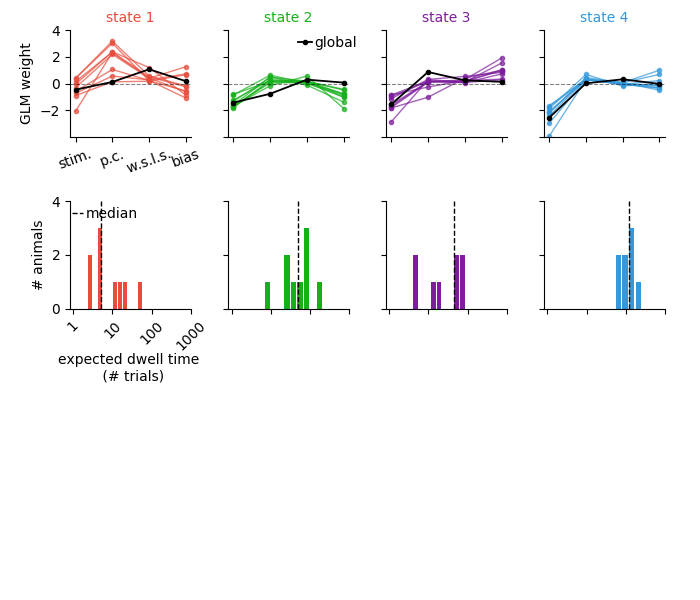 state 1 state 2 state 3 state 4
4
2
0
−2
GLM weight
global
stim. p.c. w.s.l.s. bias
4
2
0
# animals
median
1 10 100 1000
expected dwell time
(# trials)